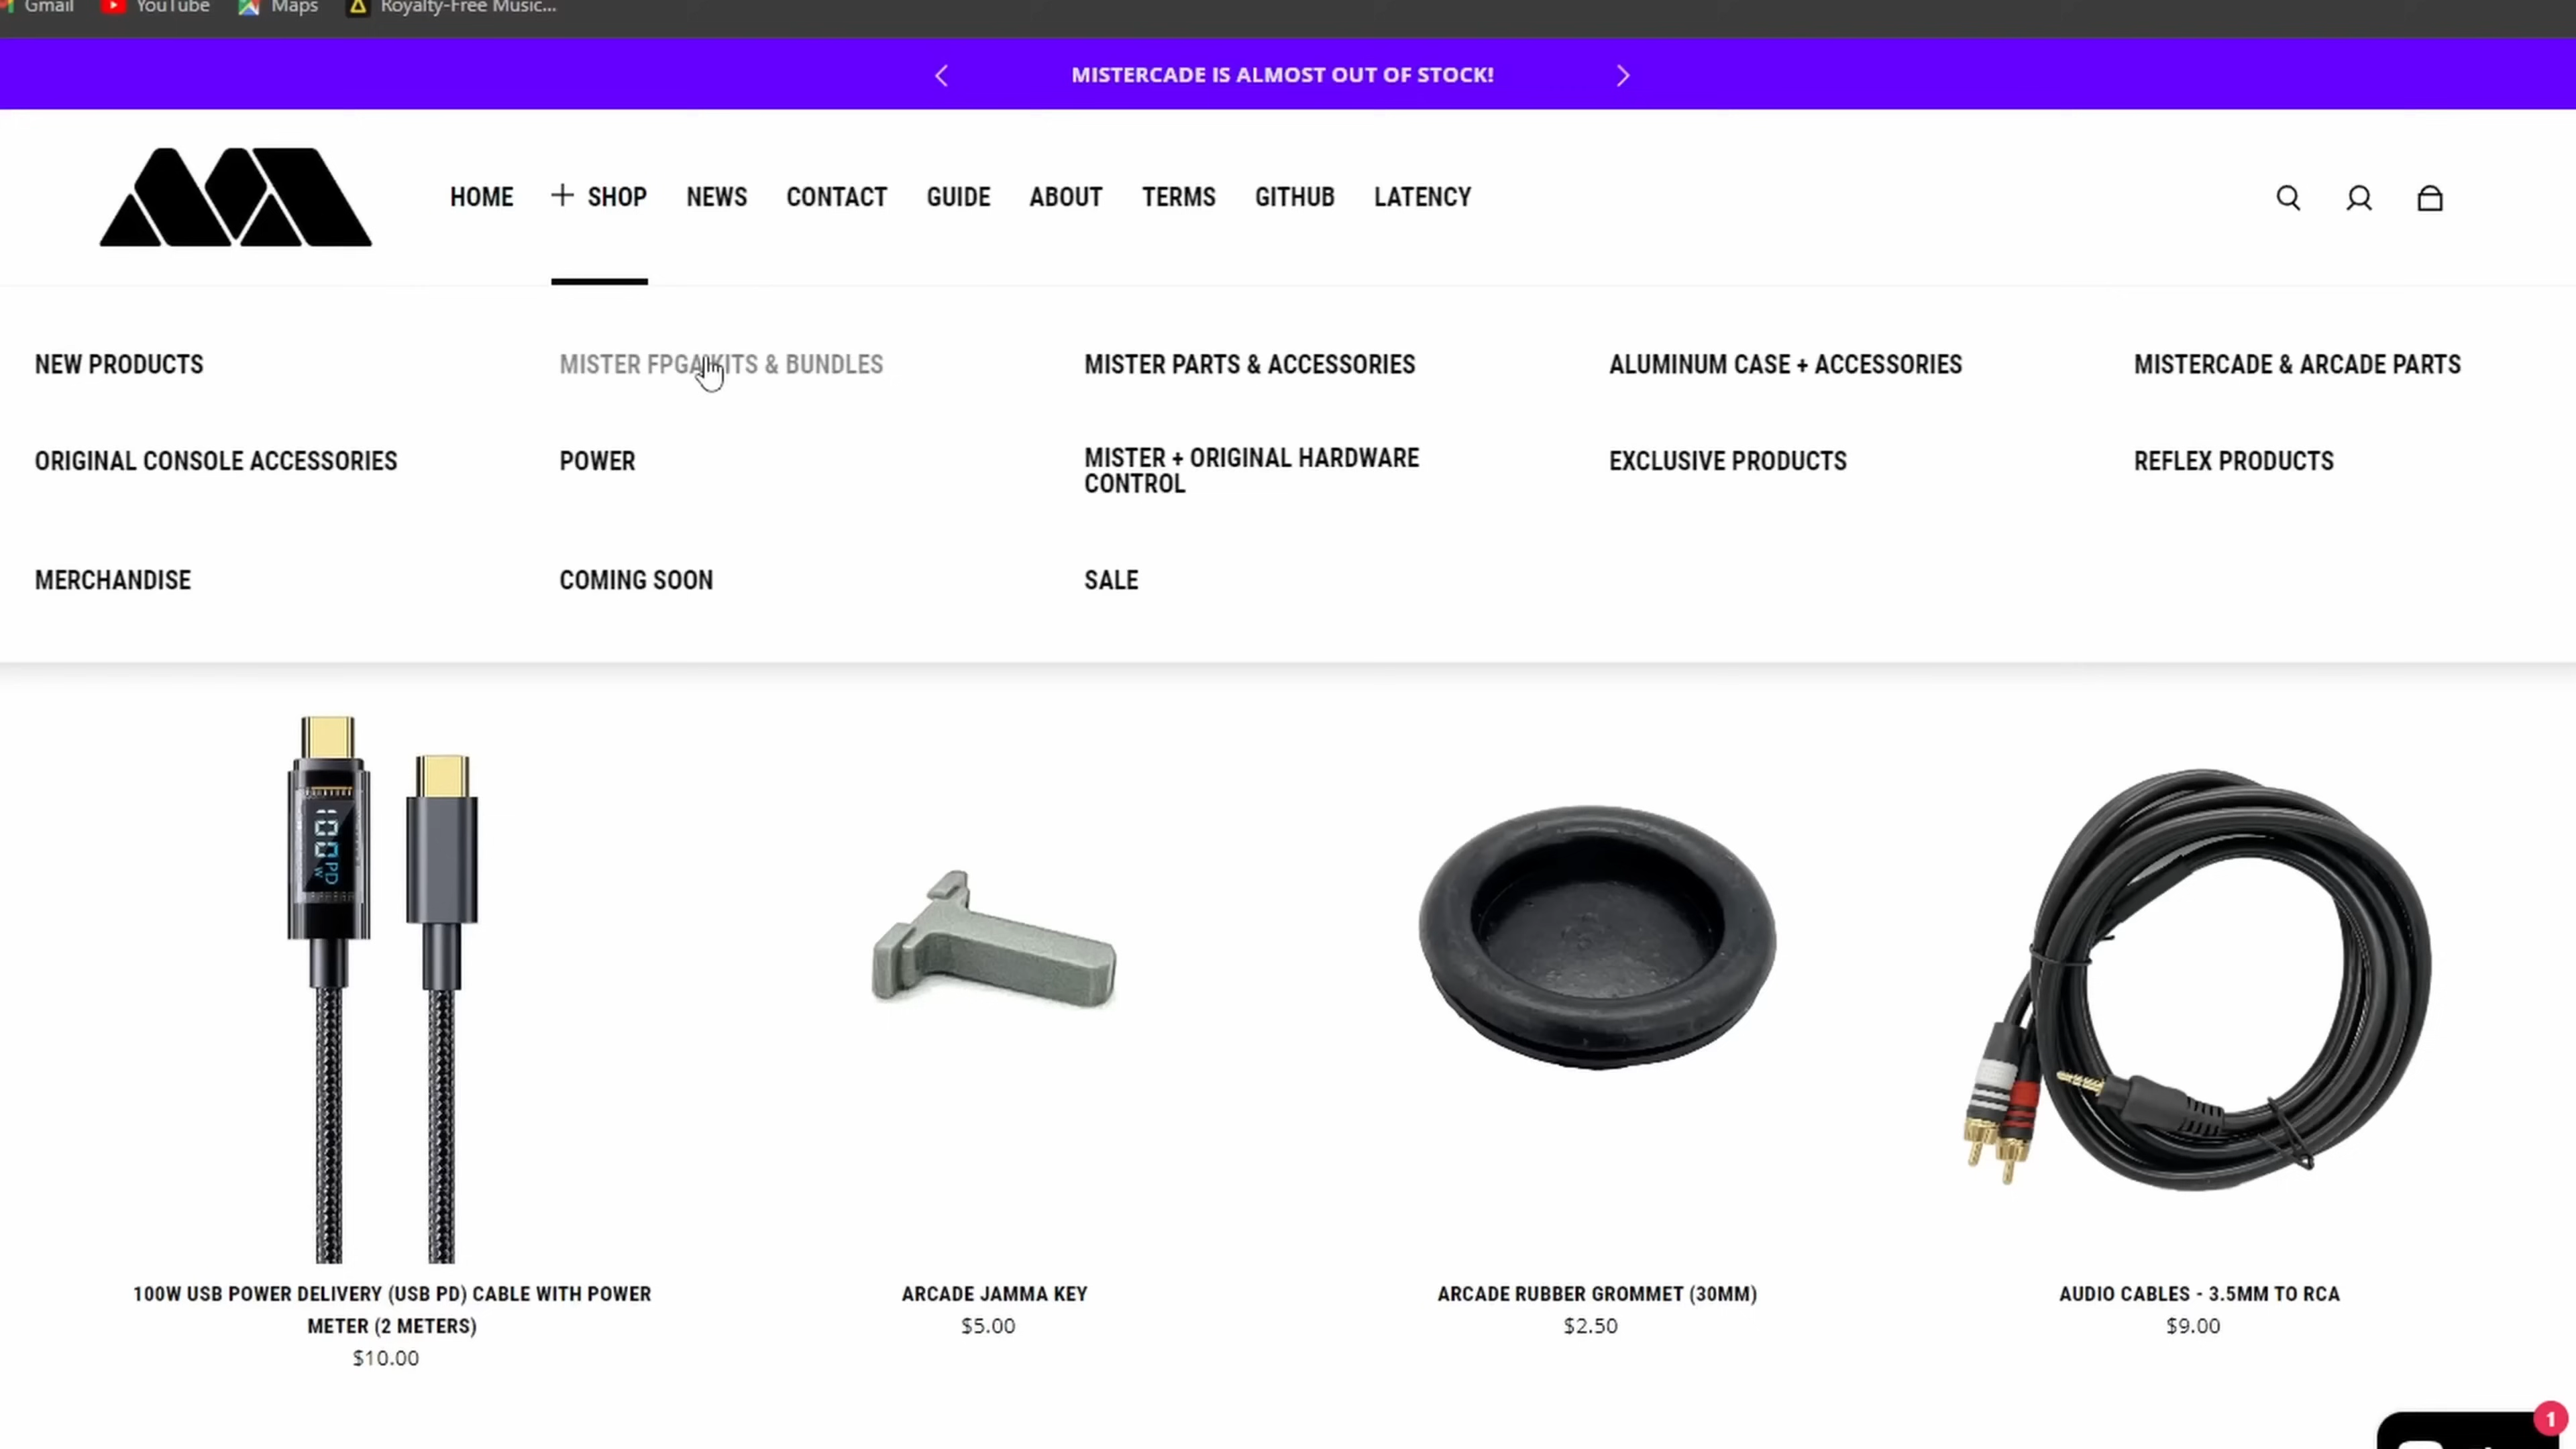 Gmail YouTube Maps Royalty-Free Music...
MISTERCADE IS ALMOST OUT OF STOCK!
HOME + SHOP NEWS CONTACT GUIDE ABOUT TERMS GITHUB LATENCY
NEW PRODUCTS MISTER FPGA KITS & BUNDLES MISTER PARTS & ACCESSORIES ALUMINUM CASE + ACCESSORIES MISTERCADE & ARCADE PARTS
ORIGINAL CONSOLE ACCESSORIES POWER MISTER + ORIGINAL HARDWARE
CONTROL EXCLUSIVE PRODUCTS REFLEX PRODUCTS
MERCHANDISE COMING SOON SALE
100 PD
W
100W USB POWER DELIVERY (USB PD) CABLE WITH POWER
METER (2 METERS)
$10.00
ARCADE JAMMA KEY
$5.00
ARCADE RUBBER GROMMET (30MM)
$2.50
AUDIO CABLES - 3.5MM TO RCA
$9.00
1